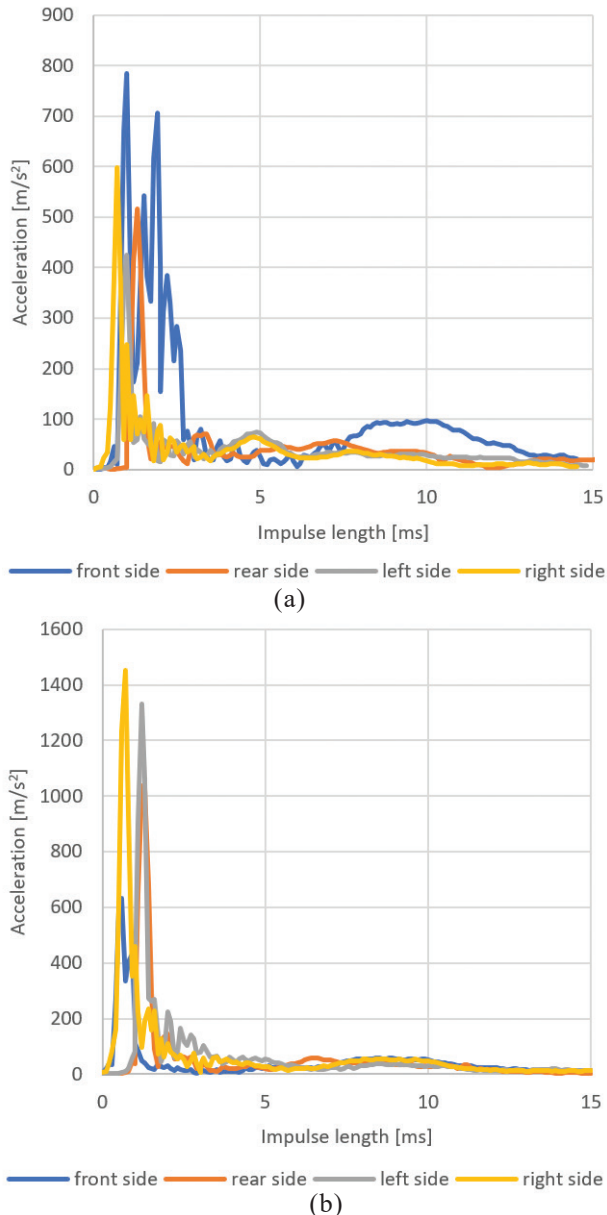 900
800
700
600
500
400
300
200
100
0
Acceleration [m/s²]
0 5 10 15
Impulse length [ms]
front side rear side left side right side
(a)
1600
1400
1200
1000
800
600
400
200
0
Acceleration [m/s²]
0 5 10 15
Impulse length [ms]
front side rear side left side right side
(b)